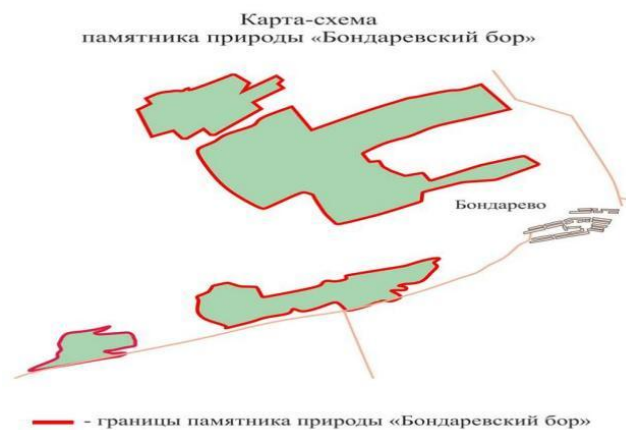 Карта-схема
памятника природы «Бондаревский бор»
Бондарево
- границы памятника природы «Бондаревский бор»